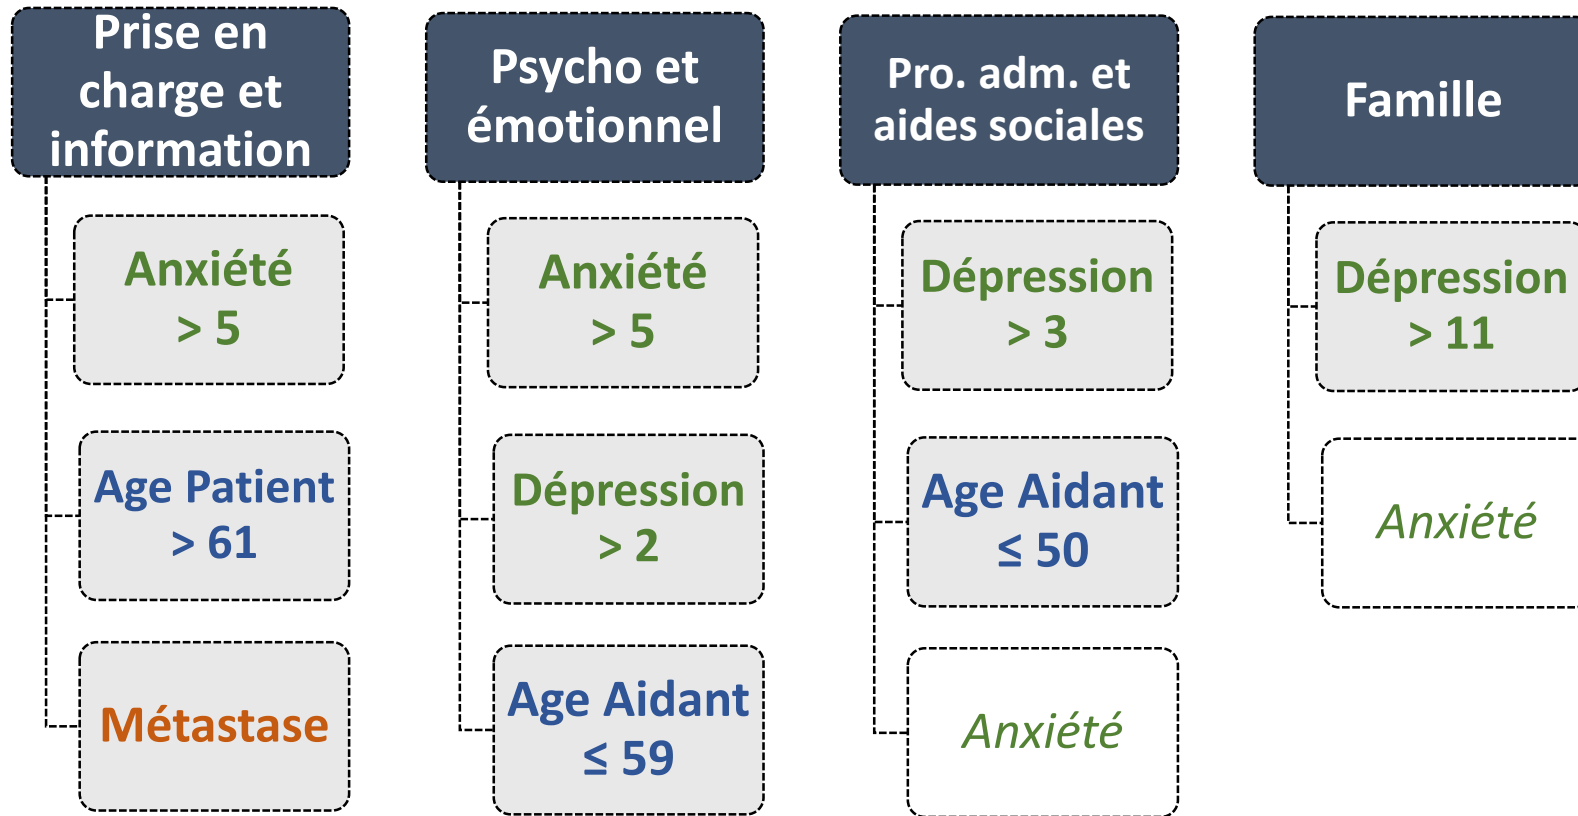 Prise en
charge et
information
Anxiété
> 5
Age Patient
> 61
Métastase
Psycho et
émotionnel
Anxiété
> 5
Dépression
> 2
Age Aidant
≤ 59
Pro. adm. et
aides sociales
Dépression
> 3
Age Aidant
≤ 50
Anxiété
Famille
Dépression
> 11
Anxiété